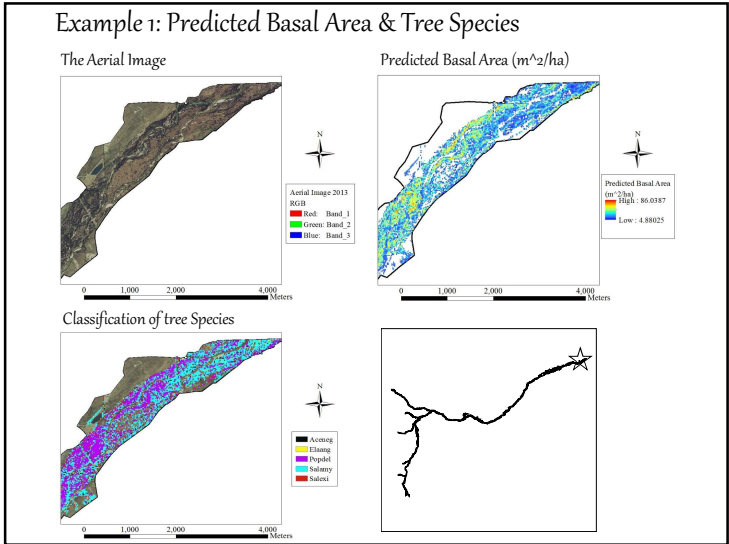 Example 1: Predicted Basal Area & Tree Species
The Aerial Image
N
Aerial Image 2013
RGB
Red: Band_1
Green: Band_2
Blue: Band_3
0 1,000 2,000 4,000
Meters
Predicted Basal Area (m^2/ha)
N
Predicted Basal Area
(m^2/ha)
High : 86.0387
Low : 4.88025
0 1,000 2,000 4,000
Meters
Classification of tree Species
N
Aceneg
Elaang
Popdel
Salamy
Salexi
0 1,000 2,000 4,000
Meters